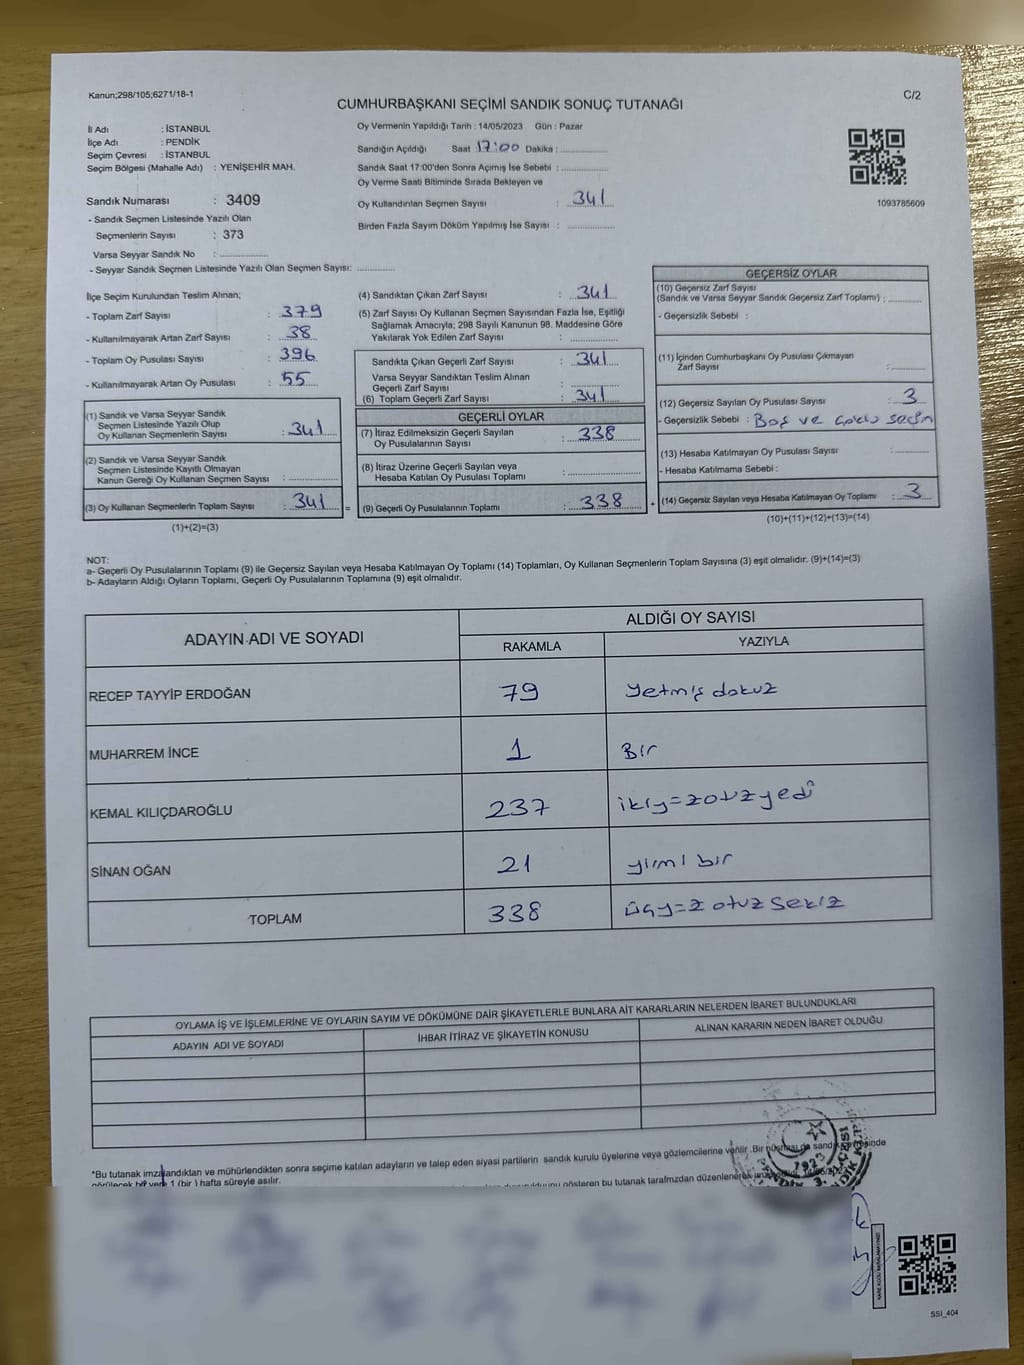 Kanun;298/105;6271/18-1
C/2
CUMHURBAŞKANI SEÇİMİ SANDIK SONUÇ TUTANAĞI
İl Adı : İSTANBUL
İlçe Adı : PENDİK
Seçim Çevresi : İSTANBUL
Seçim Bölgesi (Mahalle Adı) : YENİŞEHİR MAH.
Sandık Numarası : 3409
- Sandık Seçmen Listesinde Yazılı Olan
Seçmenlerin Sayısı : 373
Varsa Seyyar Sandık No : ................
- Seyyar Sandık Seçmen Listesinde Yazılı Olan Seçmen Sayısı: ............
Oy Vermenin Yapıldığı Tarih : 14/05/2023 Gün : Pazar
Sandığın Açıldığı Saat 17:00 Dakika : ................
Sandık Saat 17:00'den Sonra Açılmış İse Sebebi : ................
Oy Verme Saati Bitiminde Sırada Bekleyen ve
Oy Kullandırılan Seçmen Sayısı : 341
Birden Fazla Sayım Döküm Yapılmış İse Sayısı : ................
1093785609
İlçe Seçim Kurulundan Teslim Alınan;
- Toplam Zarf Sayısı : 379
- Kullanılmayarak Artan Zarf Sayısı : 38
- Toplam Oy Pusulası Sayısı : 396
- Kullanılmayarak Artan Oy Pusulası : 55
(1) Sandık ve Varsa Seyyar Sandık
Seçmen Listesinde Yazılı Olup
Oy Kullanan Seçmenlerin Sayısı : 341
(2) Sandık ve Varsa Seyyar Sandık
Seçmen Listesinde Kayıtlı Olmayan
Kanun Gereği Oy Kullanan Seçmen Sayısı : ................
(3) Oy Kullanan Seçmenlerin Toplam Sayısı : 341 =
(1)+(2)=(3)
(4) Sandıktan Çıkan Zarf Sayısı : 341
(5) Zarf Sayısı Oy Kullanan Seçmen Sayısından Fazla İse, Eşitliği
Sağlamak Amacıyla; 298 Sayılı Kanunun 98. Maddesine Göre
Yakılarak Yok Edilen Zarf Sayısı : ................
Sandıkta Çıkan Geçerli Zarf Sayısı : 341
Varsa Seyyar Sandıktan Teslim Alınan
Geçerli Zarf Sayısı : ................
(6) Toplam Geçerli Zarf Sayısı : 341
GEÇERLİ OYLAR
(7) İtiraz Edilmeksizin Geçerli Sayılan
Oy Pusulalarının Sayısı : 338
(8) İtiraz Üzerine Geçerli Sayılan veya
Hesaba Katılan Oy Pusulası Toplamı : ................
(9) Geçerli Oy Pusulalarının Toplamı : 338 +
GEÇERSİZ OYLAR
(10) Geçersiz Zarf Sayısı
(Sandık ve Varsa Seyyar Sandık Geçersiz Zarf Toplamı) : ............
- Geçersizlik Sebebi :
(11) İçinden Cumhurbaşkanı Oy Pusulası Çıkmayan
Zarf Sayısı : ............
(12) Geçersiz Sayılan Oy Pusulası Sayısı : 3
- Geçersizlik Sebebi : Boş ve çoklu seçim
(13) Hesaba Katılmayan Oy Pusulası Sayısı : ............
- Hesaba Katılmama Sebebi :
(14) Geçersiz Sayılan veya Hesaba Katılmayan Oy Toplamı : 3
(10)+(11)+(12)+(13)=(14)
NOT:
a- Geçerli Oy Pusulalarının Toplamı (9) ile Geçersiz Sayılan veya Hesaba Katılmayan Oy Toplamı (14) Toplamları, Oy Kullanan Seçmenlerin Toplam Sayısına (3) eşit olmalıdır. (9)+(14)=(3)
b- Adayların Aldığı Oyların Toplamı, Geçerli Oy Pusulalarının Toplamına (9) eşit olmalıdır.
ADAYIN ADI VE SOYADI
ALDIĞI OY SAYISI
RAKAMLA YAZIYLA
RECEP TAYYİP ERDOĞAN 79 Yetmiş dokuz
MUHARREM İNCE 1 Bir
KEMAL KILIÇDAROĞLU 237 ikiy=zotuzyedi
SİNAN OĞAN 21 yirmi bir
TOPLAM 338 üçy=z otuz sekiz
OYLAMA İŞ VE İŞLEMLERİNE VE OYLARIN SAYIM VE DÖKÜMÜNE DAİR ŞİKAYETLERLE BUNLARA AİT KARARLARIN NELERDEN İBARET BULUNDUKLARI
ADAYIN ADI VE SOYADI İHBAR İTİRAZ VE ŞİKAYETİN KONUSU ALINAN KARARIN NEDEN İBARET OLDUĞU
*Bu tutanak imzalandıktan ve mühürlendikten sonra seçime katılan adayların ve talep eden siyasi partilerin sandık kurulu üyelerine veya gözlemcilerine verilir. Bir nüshası da sandık çevresinde
görülecek bir yere 1 (bir) hafta süreyle asılır. gösteren bu tutanak tarafımızdan düzenlenerek
1923
PENDİK 3.
KARE KODU KARALAMAYINIZ!
SSİ_404